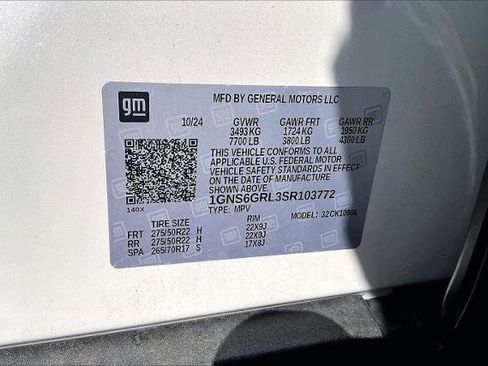 gm
MFD BY GENERAL MOTORS LLC
10/24 GVWR GAWR FRT GAWR RR
3493 KG 1724 KG 1950 KG
7700 LB 3800 LB 4300 LB
THIS VEHICLE CONFORMS TO ALL
APPLICABLE U.S. FEDERAL MOTOR
VEHICLE SAFETY STANDARDS IN EFFECT
ON THE DATE OF MANUFACTURE
1GNS6GRL3SR103772
TYPE: MPV 32CK10906
140X
TIRE SIZE RIM
FRT 275/50R22 H 22X9J
RR 275/50R22 H 22X9J
SPA 265/70R17 S 17X8J